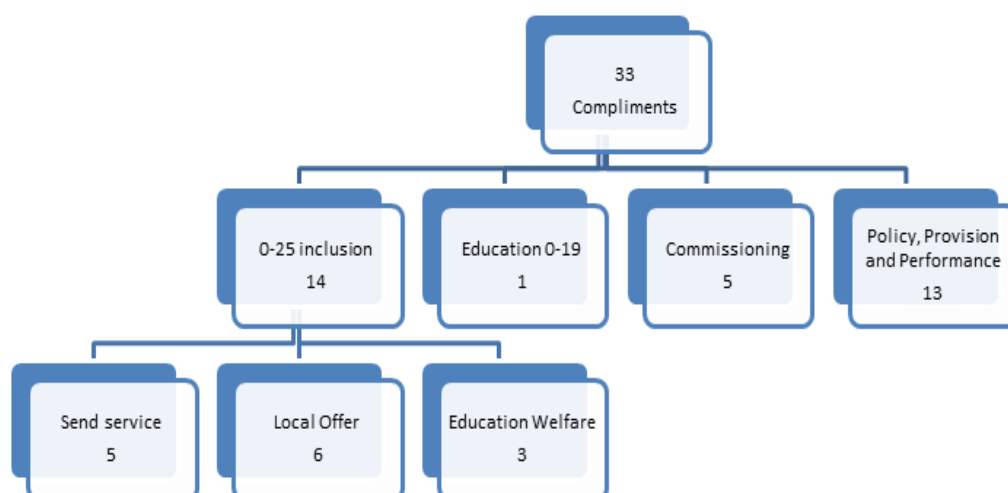 33
Compliments
0-25 inclusion
14
Education 0-19
1
Commissioning
5
Policy, Provision
and Performance
13
Send service
5
Local Offer
6
Education Welfare
3